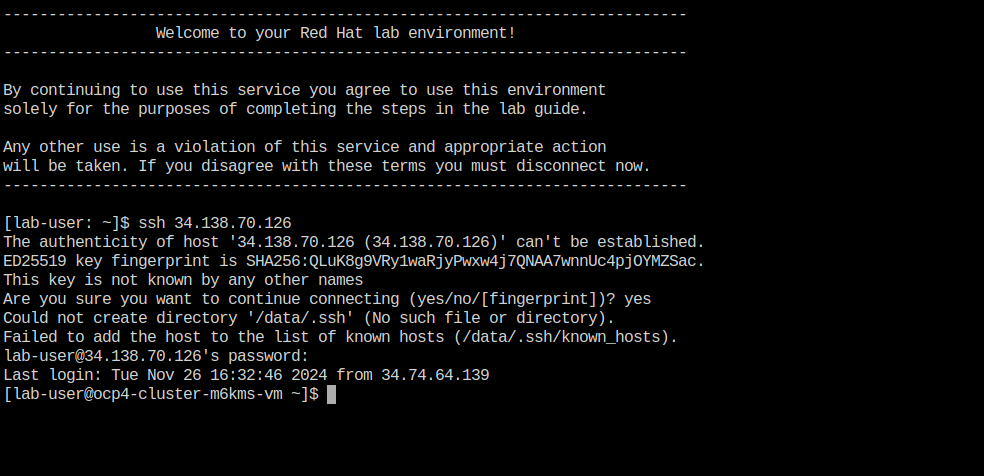 ----------------------------------------------------------------------------
Welcome to your Red Hat lab environment!
----------------------------------------------------------------------------
By continuing to use this service you agree to use this environment
solely for the purposes of completing the steps in the lab guide.
Any other use is a violation of this service and appropriate action
will be taken. If you disagree with these terms you must disconnect now.
----------------------------------------------------------------------------
[lab-user: ~]$ ssh 34.138.70.126
The authenticity of host '34.138.70.126 (34.138.70.126)' can't be established.
ED25519 key fingerprint is SHA256:QLuK8g9VRy1waRjyPwxw4j7QNAA7wnnUc4pjOYMZSac.
This key is not known by any other names
Are you sure you want to continue connecting (yes/no/[fingerprint])? yes
Could not create directory '/data/.ssh' (No such file or directory).
Failed to add the host to the list of known hosts (/data/.ssh/known_hosts).
lab-user@34.138.70.126's password:
Last login: Tue Nov 26 16:32:46 2024 from 34.74.64.139
[lab-user@ocp4-cluster-m6kms-vm ~]$